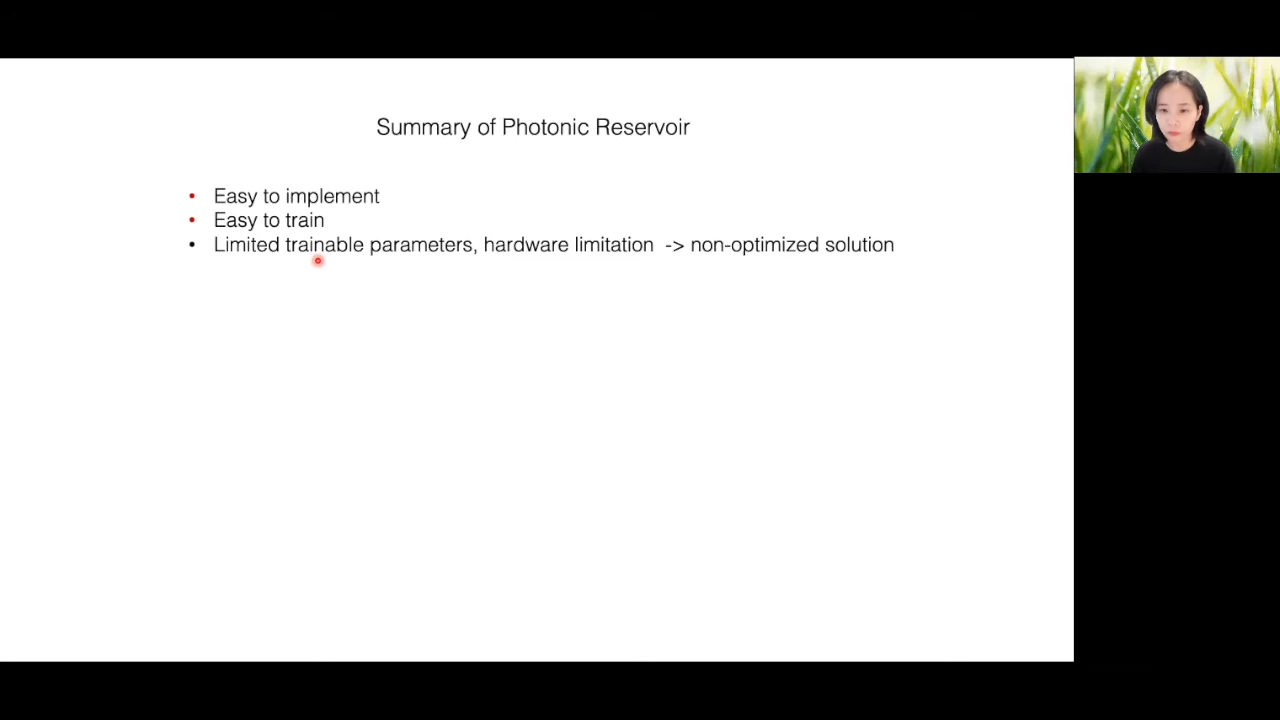 Summary of Photonic Reservoir
• Easy to implement
• Easy to train
• Limited trainable parameters, hardware limitation -> non-optimized solution